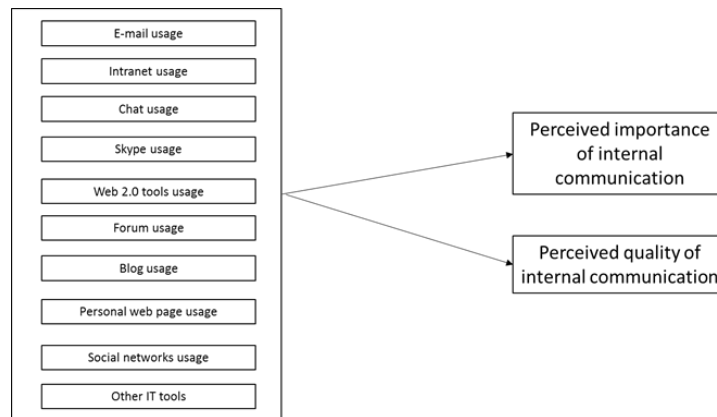 E-mail usage
Intranet usage
Chat usage
Skype usage
Web 2.0 tools usage
Forum usage
Blog usage
Personal web page usage
Social networks usage
Other IT tools
Perceived importance
of internal
communication
Perceived quality of
internal communication